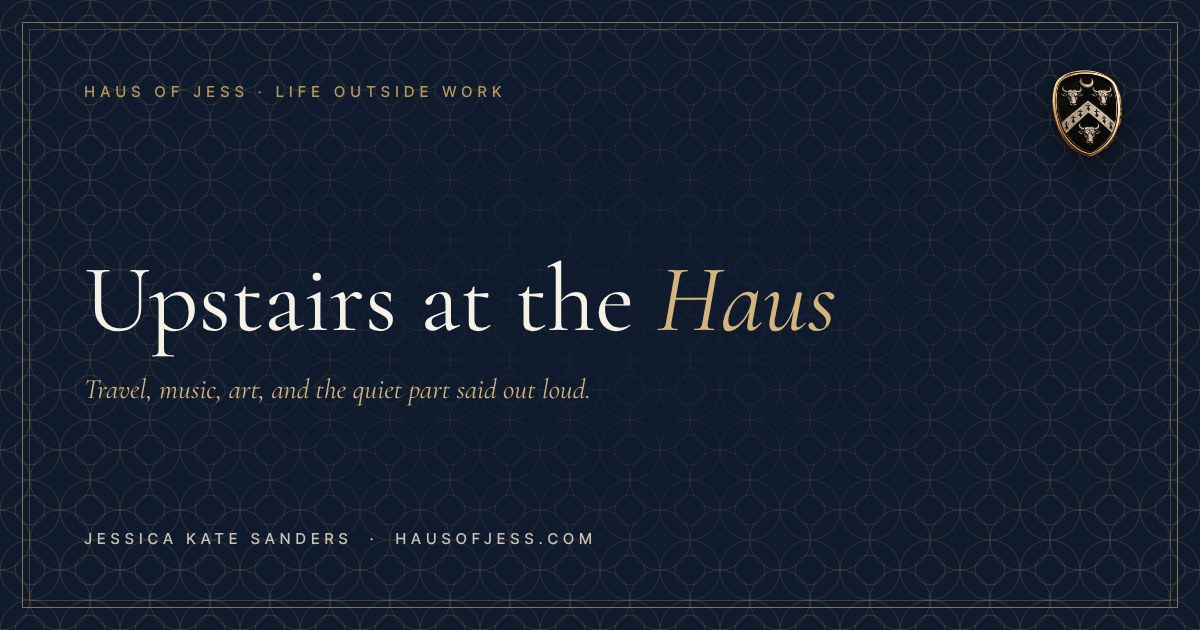 HAUS OF JESS · LIFE OUTSIDE WORK
Upstairs at the Haus
Travel, music, art, and the quiet part said out loud.
JESSICA KATE SANDERS · HAUSOFJESS.COM